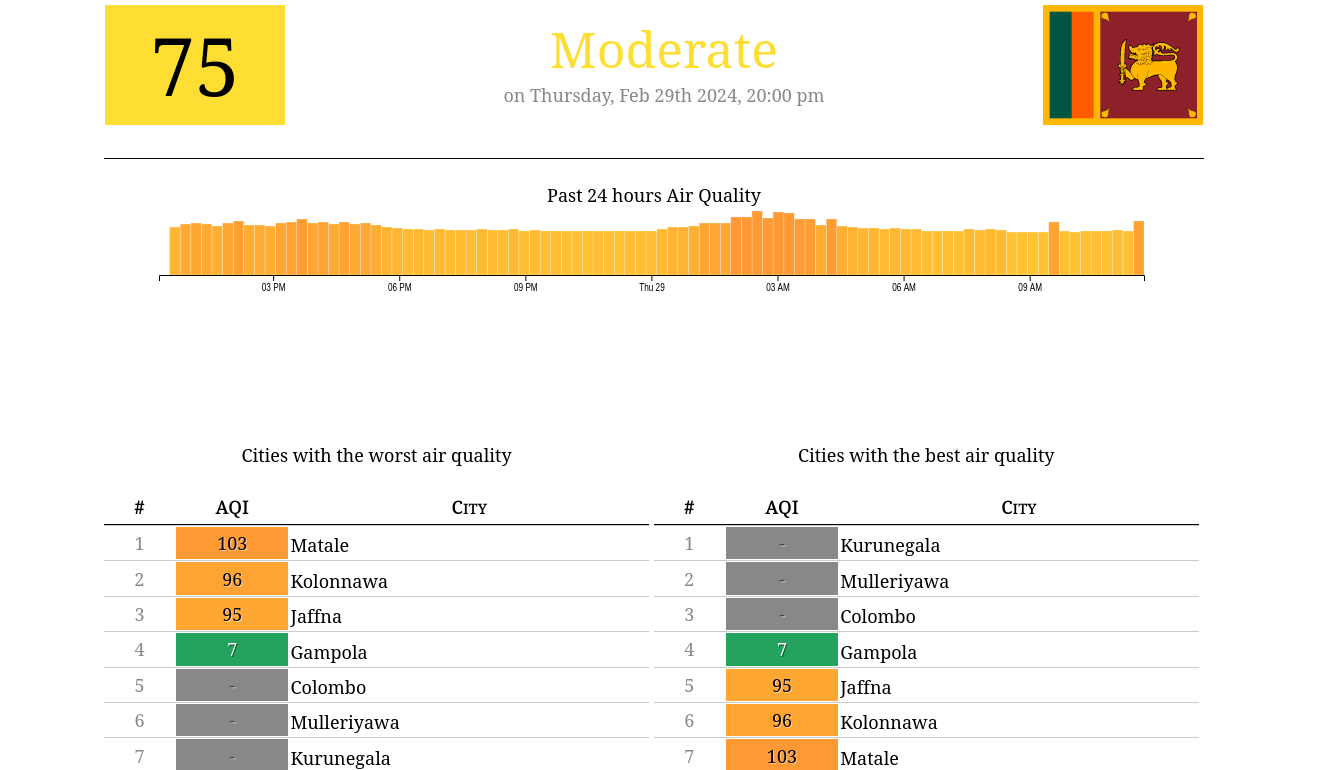 75
Moderate
on Thursday, Feb 29th 2024, 20:00 pm
Past 24 hours Air Quality
03 PM 06 PM 09 PM Thu 29 03 AM 06 AM 09 AM
Cities with the worst air quality
# AQI City
1 103 Matale
2 96 Kolonnawa
3 95 Jaffna
4 7 Gampola
5 - Colombo
6 - Mulleriyawa
7 - Kurunegala
Cities with the best air quality
# AQI City
1 - Kurunegala
2 - Mulleriyawa
3 - Colombo
4 7 Gampola
5 95 Jaffna
6 96 Kolonnawa
7 103 Matale